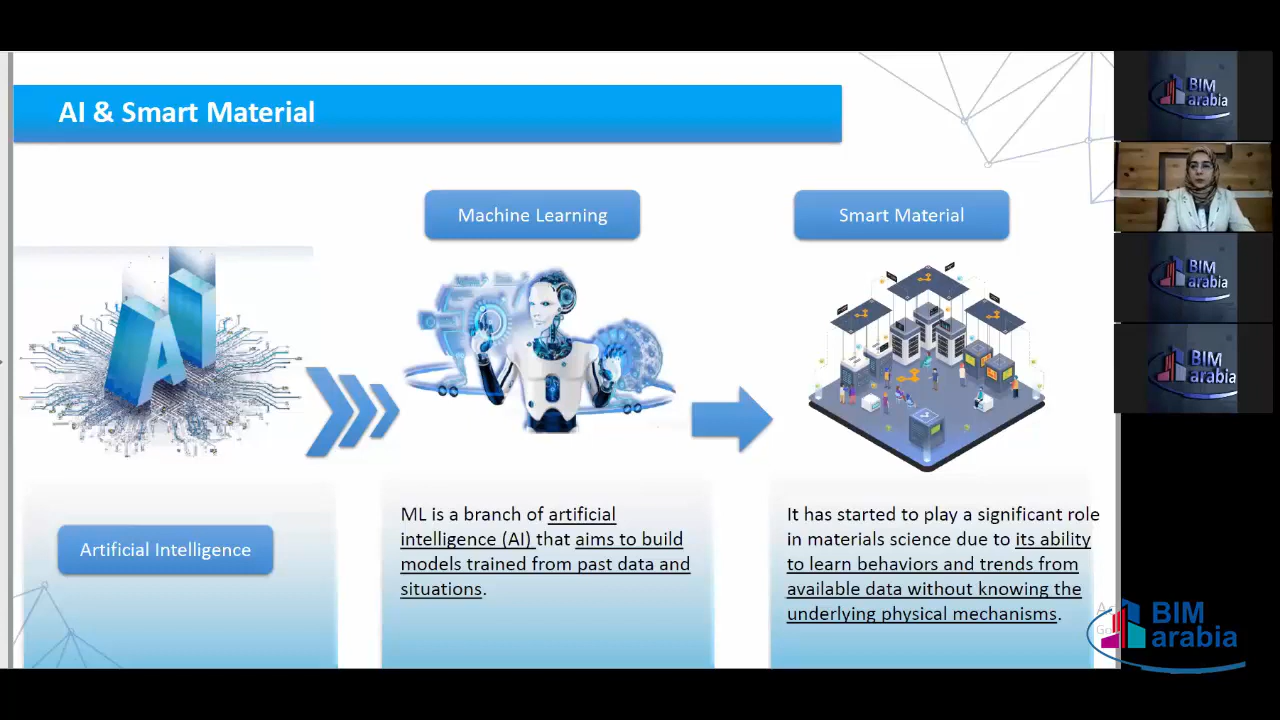 AI & Smart Material
Machine Learning
Smart Material
AI
ML is a branch of artificial
intelligence (AI) that aims to build
models trained from past data and
situations.
It has started to play a significant role
in materials science due to its ability
to learn behaviors and trends from
available data without knowing the
underlying physical mechanisms.
Artificial Intelligence
BIM
arabia
BIM
arabia
BIM
arabia
BIM
arabia